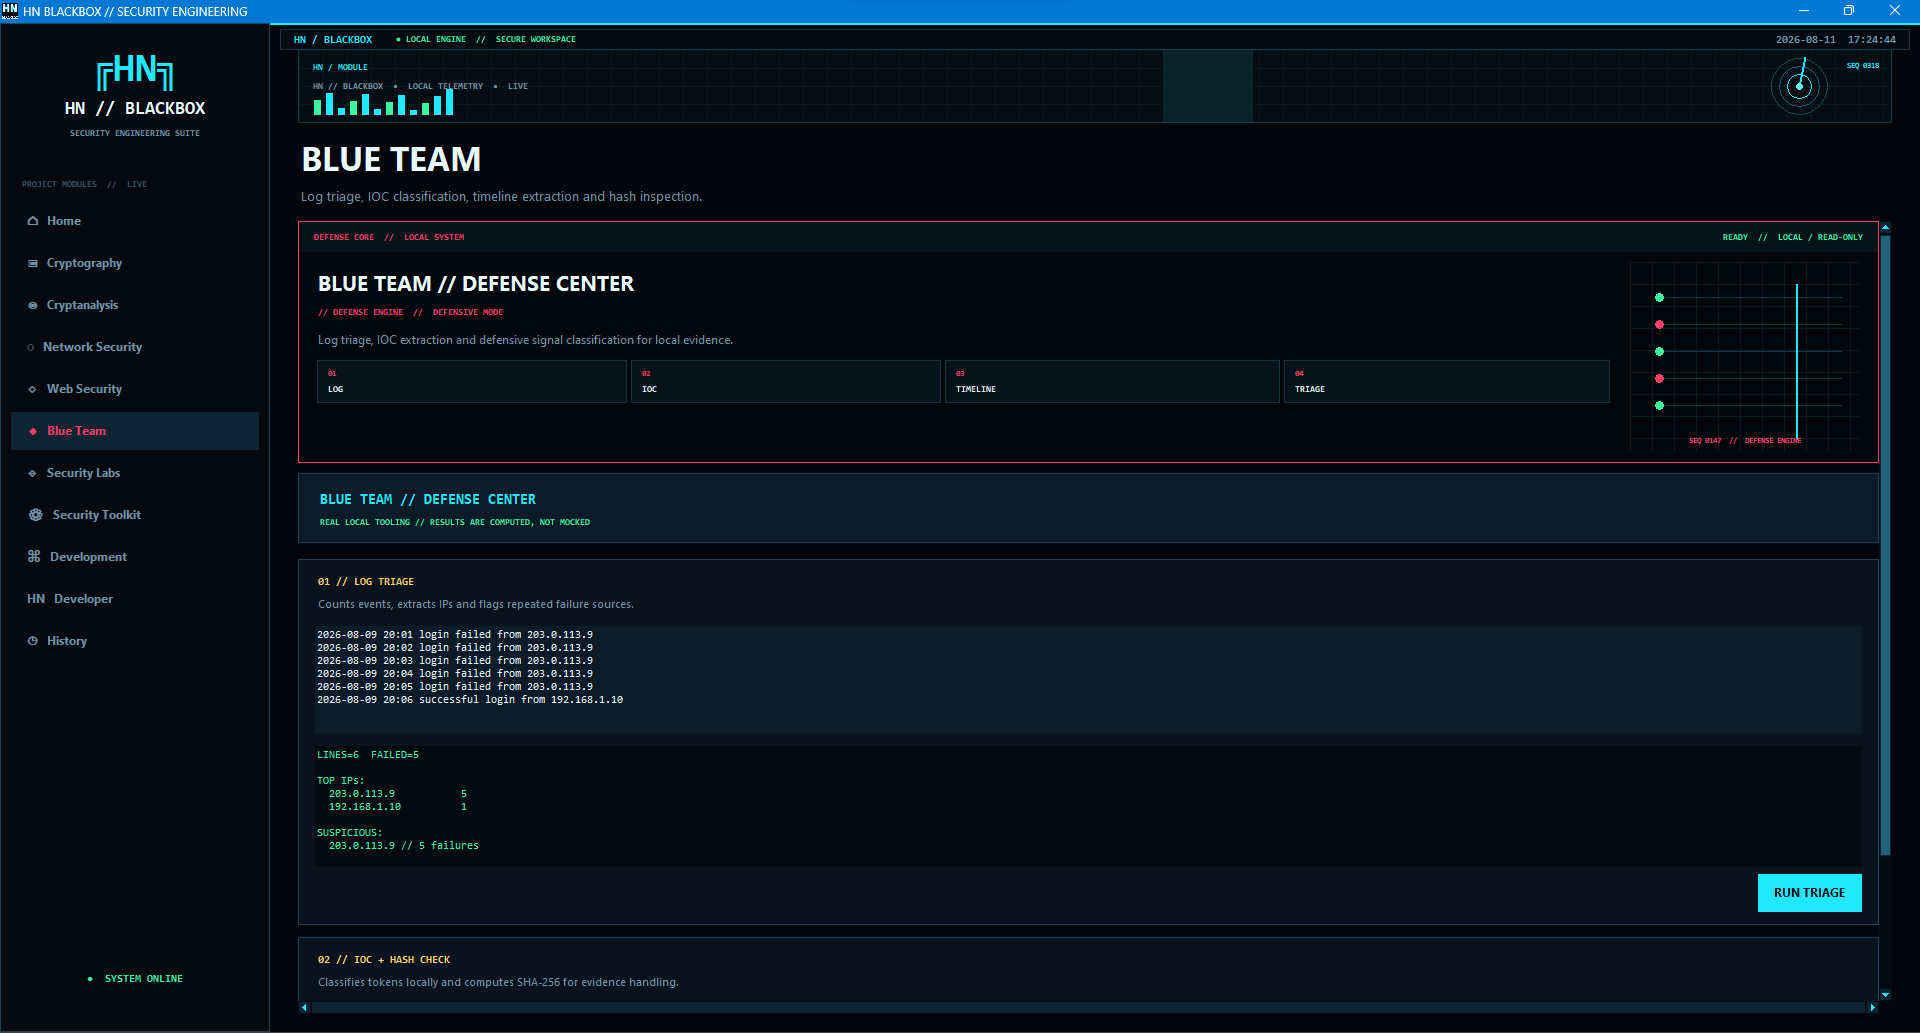 HN BLACKBOX // SECURITY ENGINEERING
HN
HN // BLACKBOX
SECURITY ENGINEERING SUITE
PROJECT MODULES // LIVE
Home
Cryptography
Cryptanalysis
Network Security
Web Security
Blue Team
Security Labs
Security Toolkit
Development
HN Developer
History
SYSTEM ONLINE
HN / BLACKBOX ● LOCAL ENGINE // SECURE WORKSPACE
2026-08-11 17:24:44
HN / MODULE
SEQ 0318
HN // BLACKBOX ● LOCAL TELEMETRY ● LIVE
BLUE TEAM
Log triage, IOC classification, timeline extraction and hash inspection.
DEFENSE CORE // LOCAL SYSTEM
READY // LOCAL / READ-ONLY
BLUE TEAM // DEFENSE CENTER
// DEFENSE ENGINE // DEFENSIVE MODE
Log triage, IOC extraction and defensive signal classification for local evidence.
01
LOG
02
IOC
03
TIMELINE
04
TRIAGE
SEQ 0147 // DEFENSE ENGINE
BLUE TEAM // DEFENSE CENTER
REAL LOCAL TOOLING // RESULTS ARE COMPUTED, NOT MOCKED
01 // LOG TRIAGE
Counts events, extracts IPs and flags repeated failure sources.
2026-08-09 20:01 login failed from 203.0.113.9
2026-08-09 20:02 login failed from 203.0.113.9
2026-08-09 20:03 login failed from 203.0.113.9
2026-08-09 20:04 login failed from 203.0.113.9
2026-08-09 20:05 login failed from 203.0.113.9
2026-08-09 20:06 successful login from 192.168.1.10
LINES=6 FAILED=5
TOP IPs:
203.0.113.9 5
192.168.1.10 1
SUSPICIOUS:
203.0.113.9 // 5 failures
RUN TRIAGE
02 // IOC + HASH CHECK
Classifies tokens locally and computes SHA-256 for evidence handling.